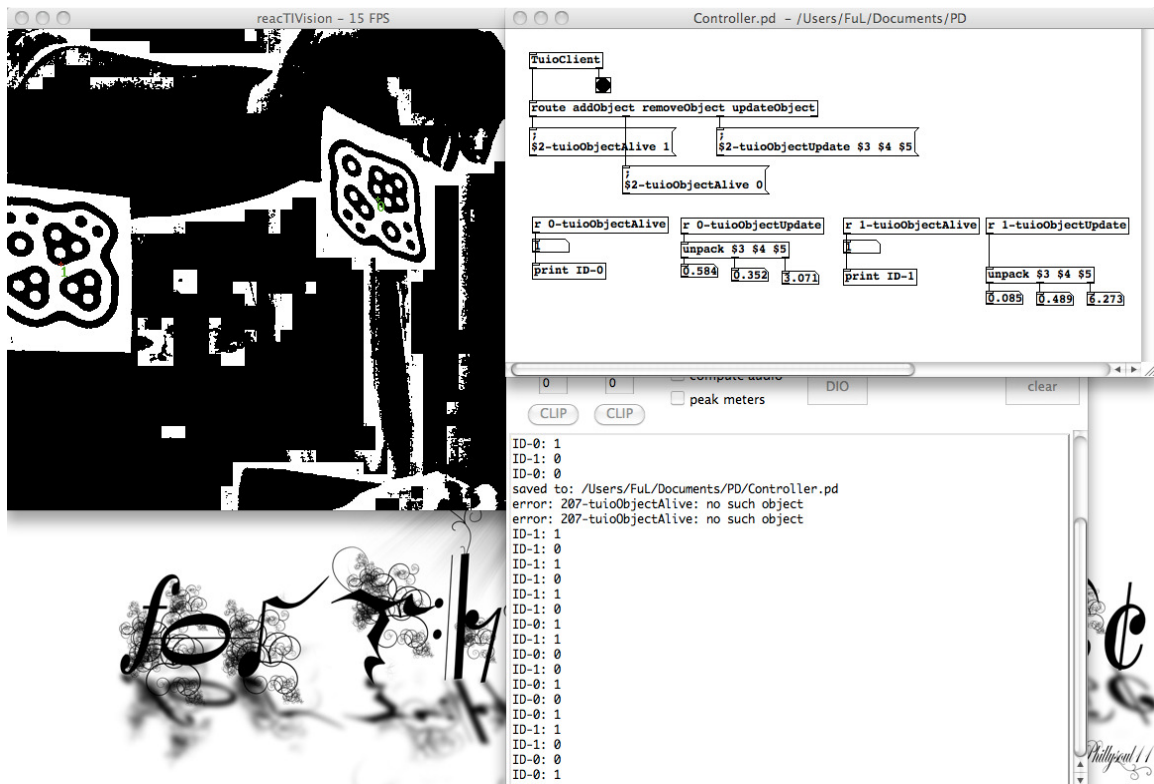 reacTIVision – 15 FPS
1
Controller.pd – /Users/FuL/Documents/PD
TuioClient
route addObject removeObject updateObject
;
$2-tuioObjectAlive 1
;
$2-tuioObjectUpdate $3 $4 $5
;
$2-tuioObjectAlive 0
r 0-tuioObjectAlive
1
print ID-0
r 0-tuioObjectUpdate
unpack $3 $4 $5
0.584 0.352 3.071
r 1-tuioObjectAlive
1
print ID-1
r 1-tuioObjectUpdate
unpack $3 $4 $5
0.085 0.489 6.273
0 0 compute audio
peak meters
DIO
clear
CLIP CLIP
ID-0: 1
ID-1: 0
ID-0: 0
saved to: /Users/FuL/Documents/PD/Controller.pd
error: 207-tuioObjectAlive: no such object
error: 207-tuioObjectAlive: no such object
ID-1: 1
ID-1: 0
ID-1: 1
ID-1: 0
ID-1: 1
ID-1: 0
ID-0: 1
ID-1: 1
ID-0: 0
ID-1: 0
ID-0: 1
ID-0: 0
ID-0: 1
ID-1: 1
ID-1: 0
ID-0: 0
ID-0: 1
Phillysoul11